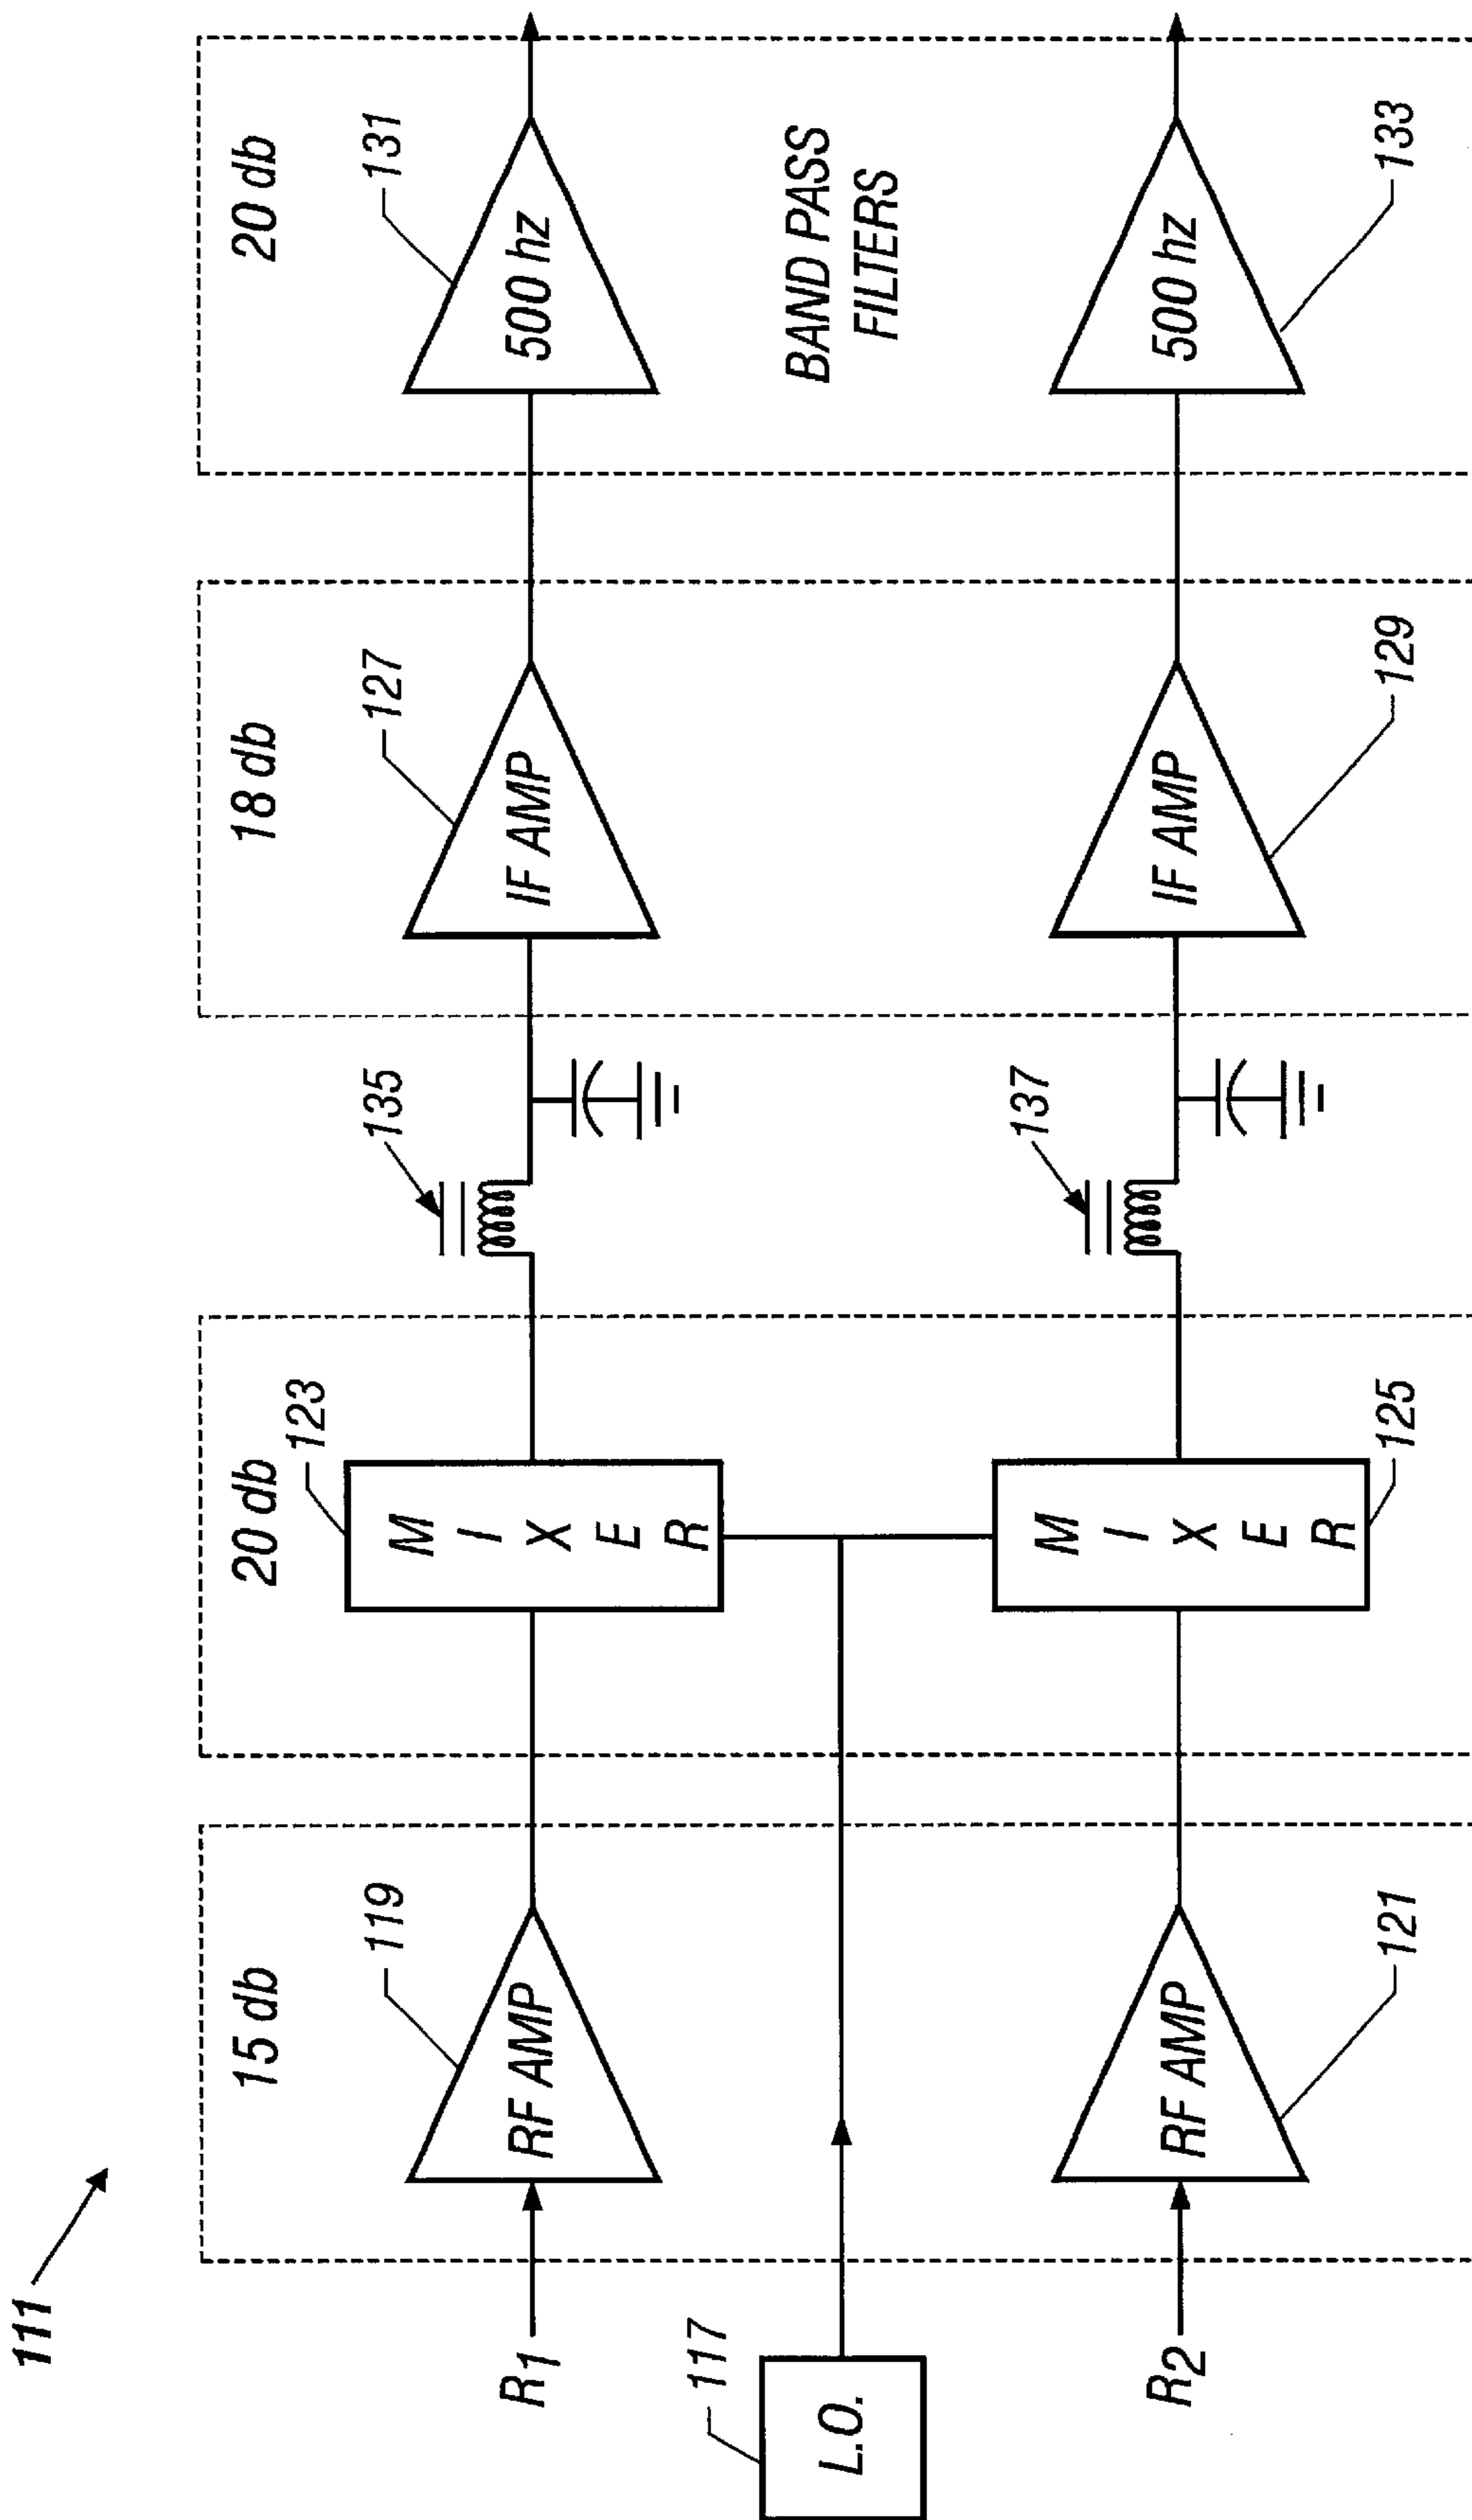 111
15 db
20 db
18 db
20 db
119
123
135
127
131
R1
RF AMP
MIXER
IF AMP
500 hz
117
L.O.
BAND PASS
FILTERS
137
R2
RF AMP
MIXER
IF AMP
500 hz
121
125
129
133